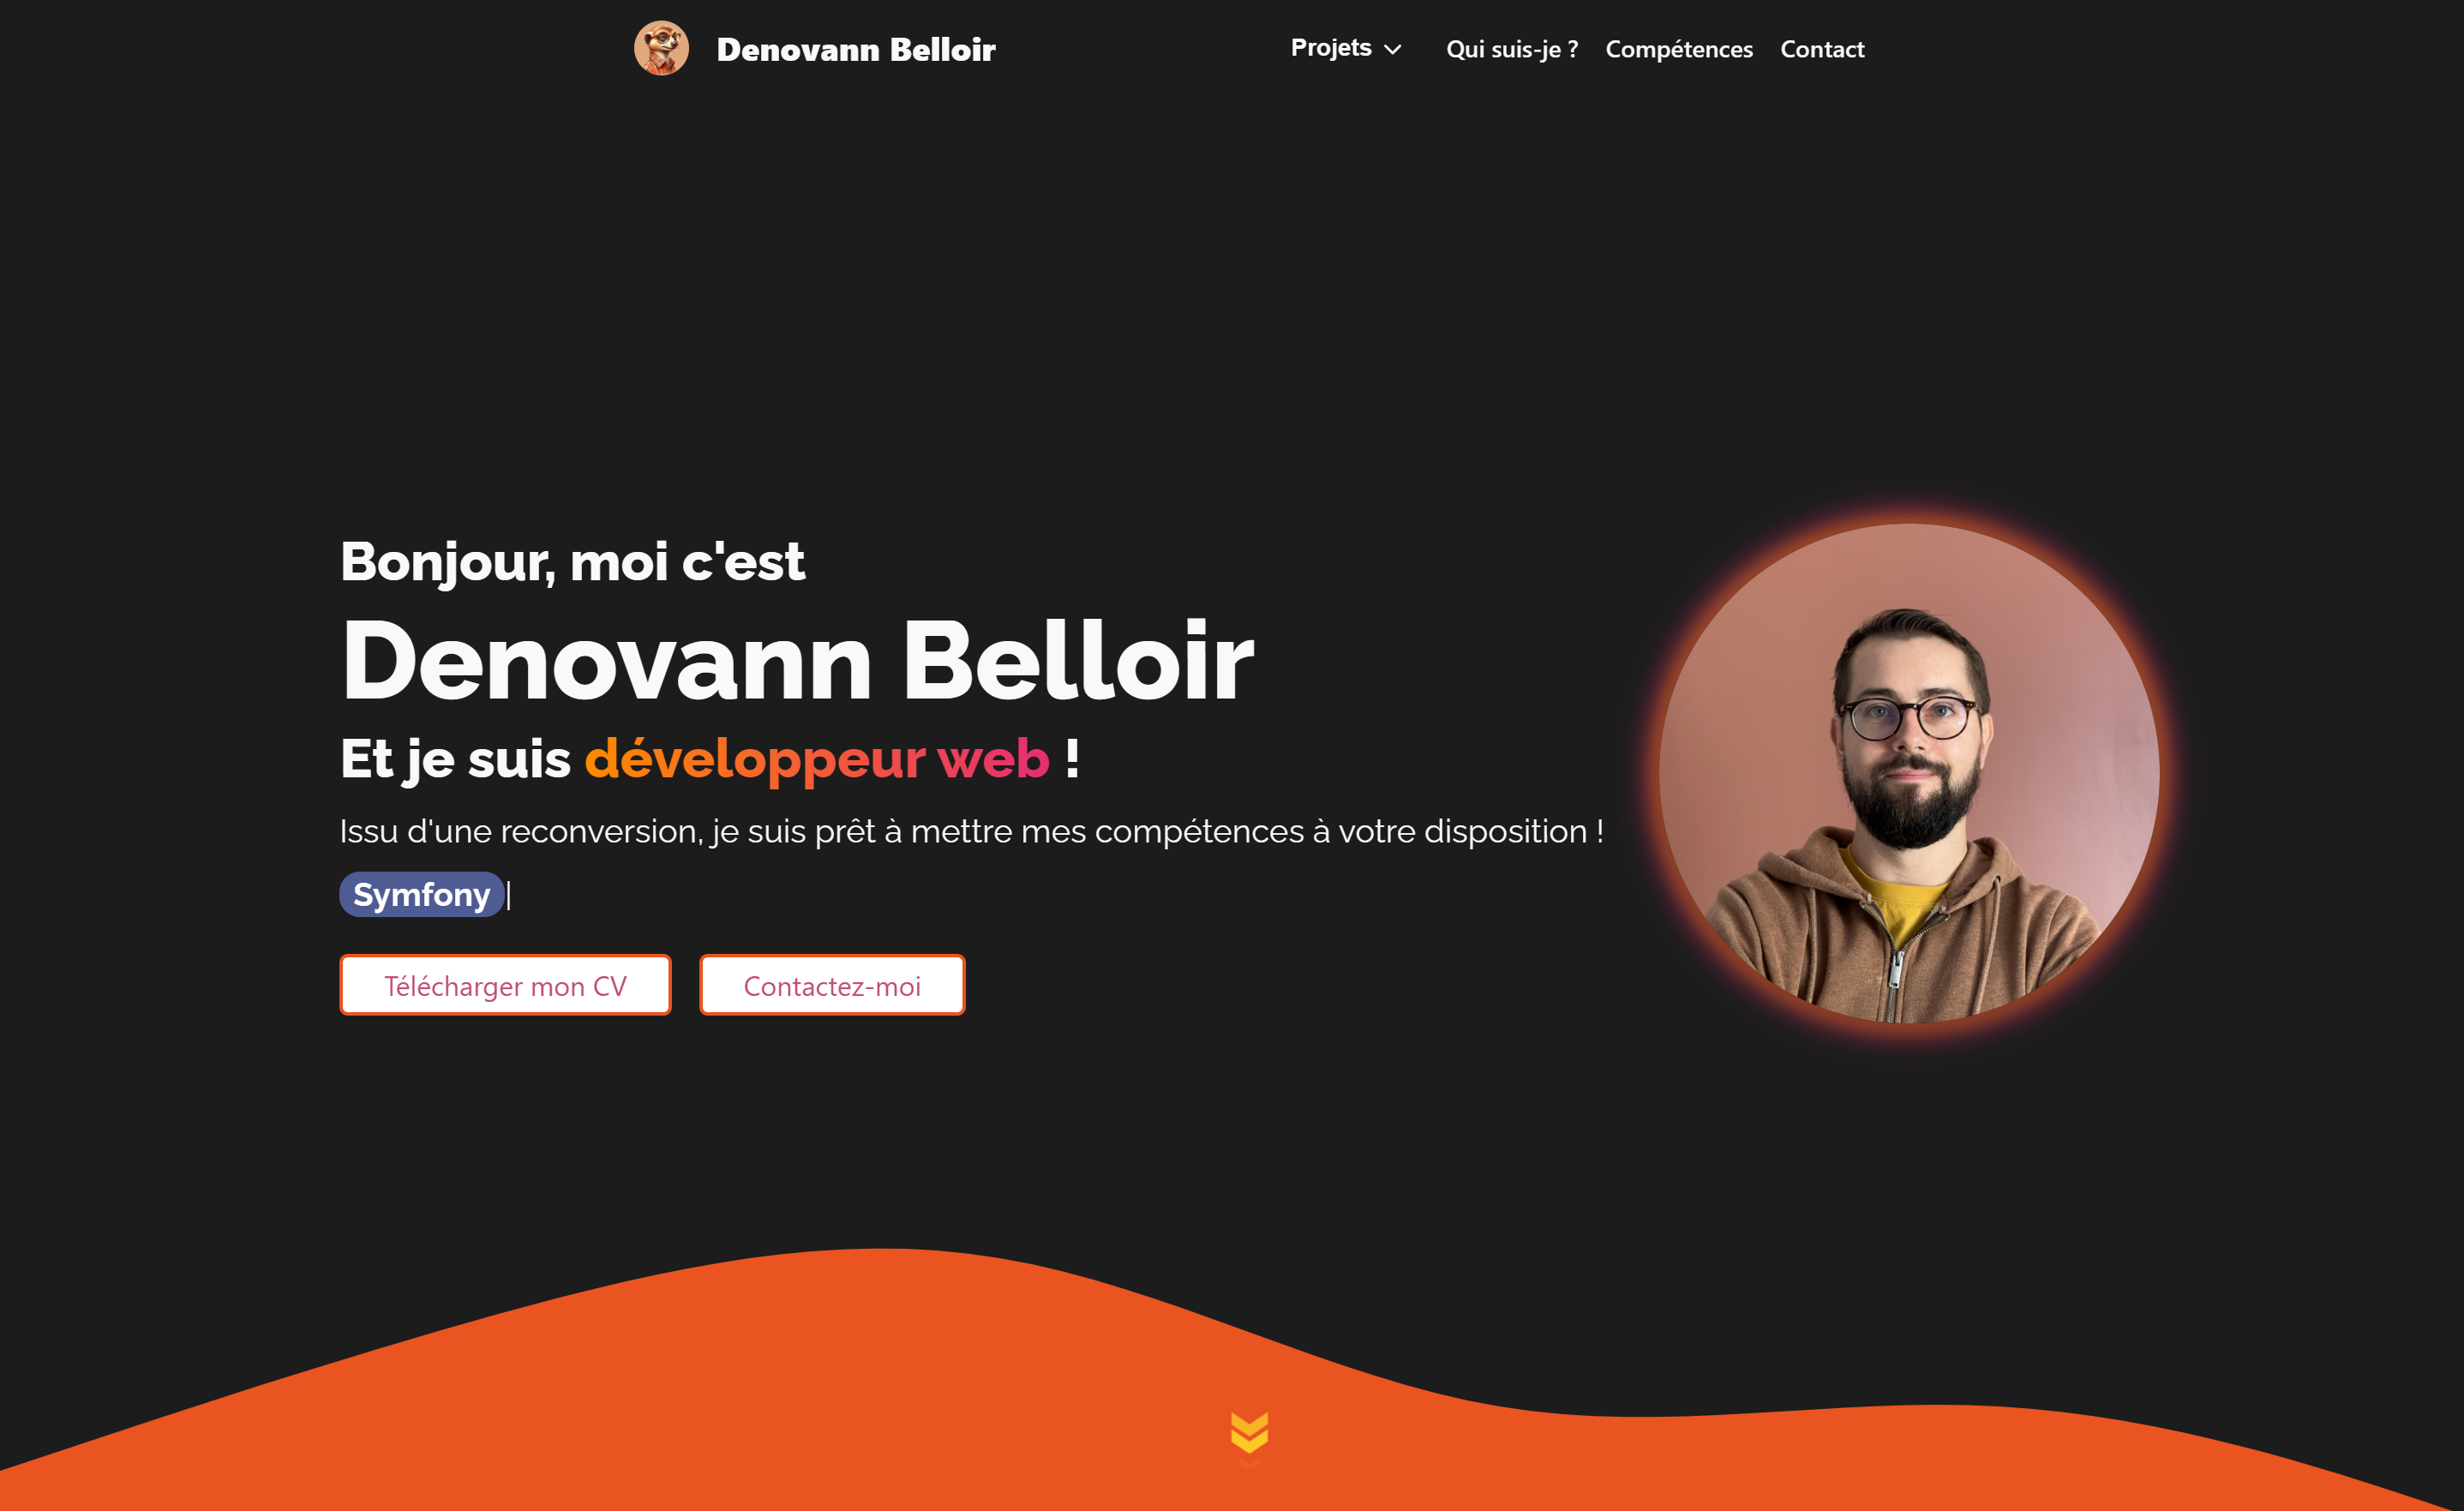 Denovann Belloir
Projets Qui suis-je ? Compétences Contact
Bonjour, moi c'est
Denovann Belloir
Et je suis développeur web !
Issu d'une reconversion, je suis prêt à mettre mes compétences à votre disposition !
Symfony
Télécharger mon CV
Contactez-moi